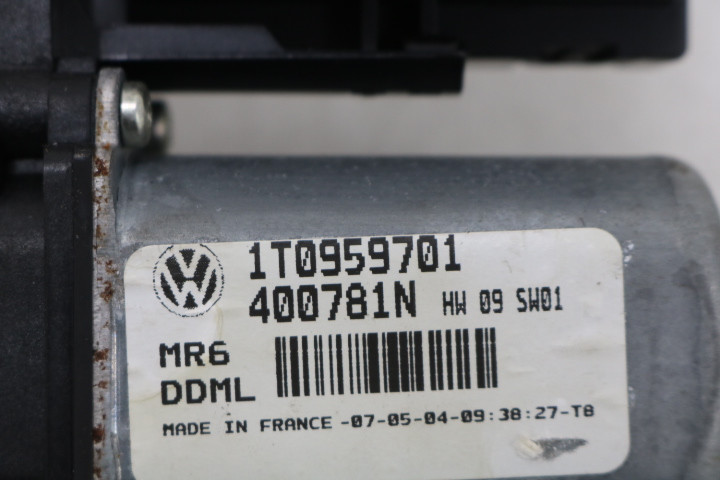 1T0959701
400781N HW 09 SW01
MR6
DDML
MADE IN FRANCE -07-05-04-09:38:27-T8